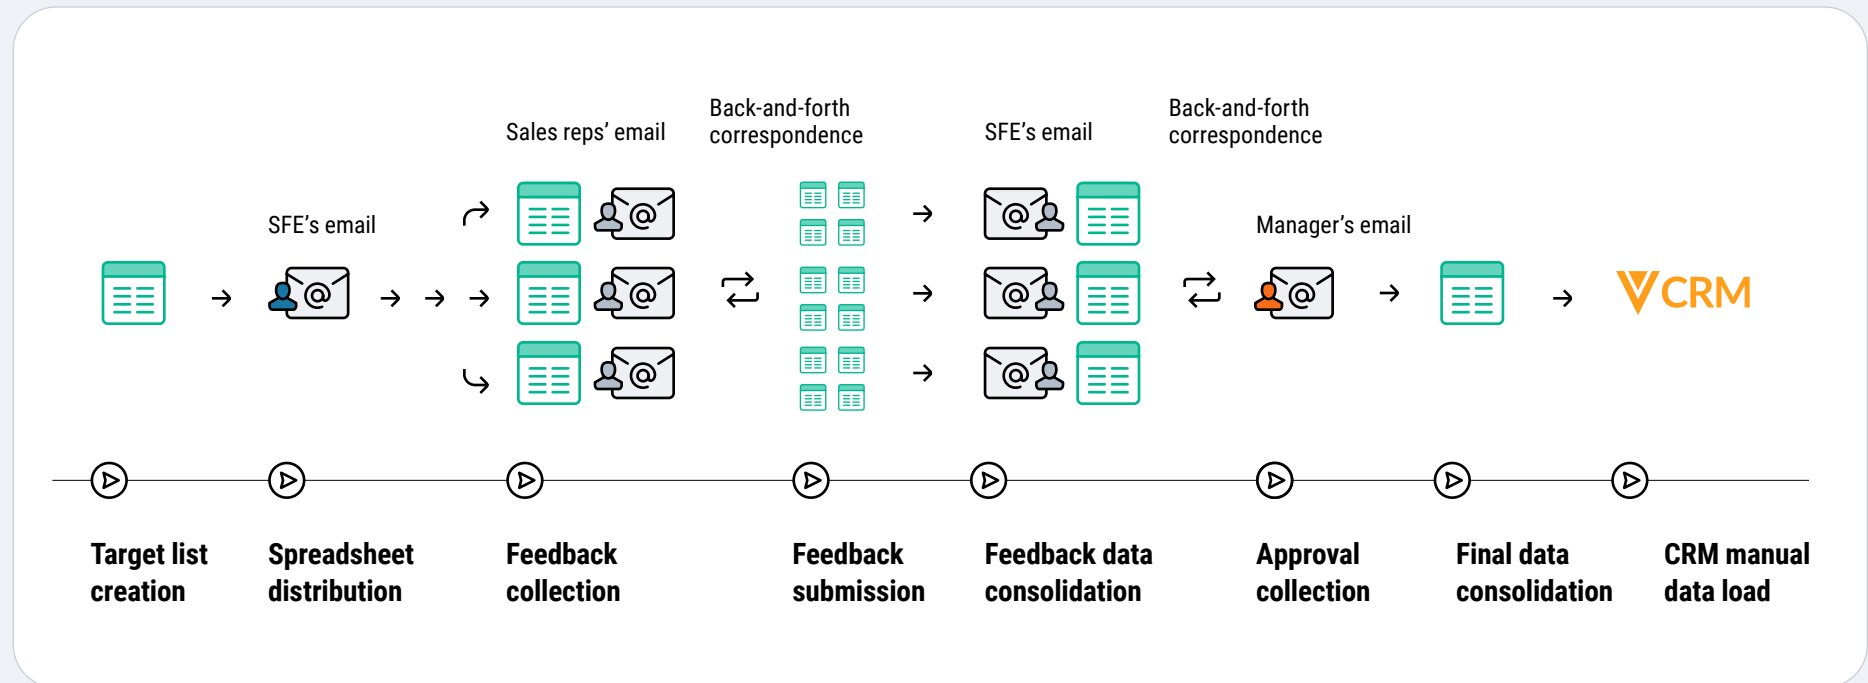 Back-and-forth
correspondence
Back-and-forth
correspondence
Sales reps’ email
SFE’s email
SFE’s email
Manager’s email
CRM
Target list
creation
Spreadsheet
distribution
Feedback
collection
Feedback
submission
Feedback data
consolidation
Approval
collection
Final data
consolidation
CRM manual
data load